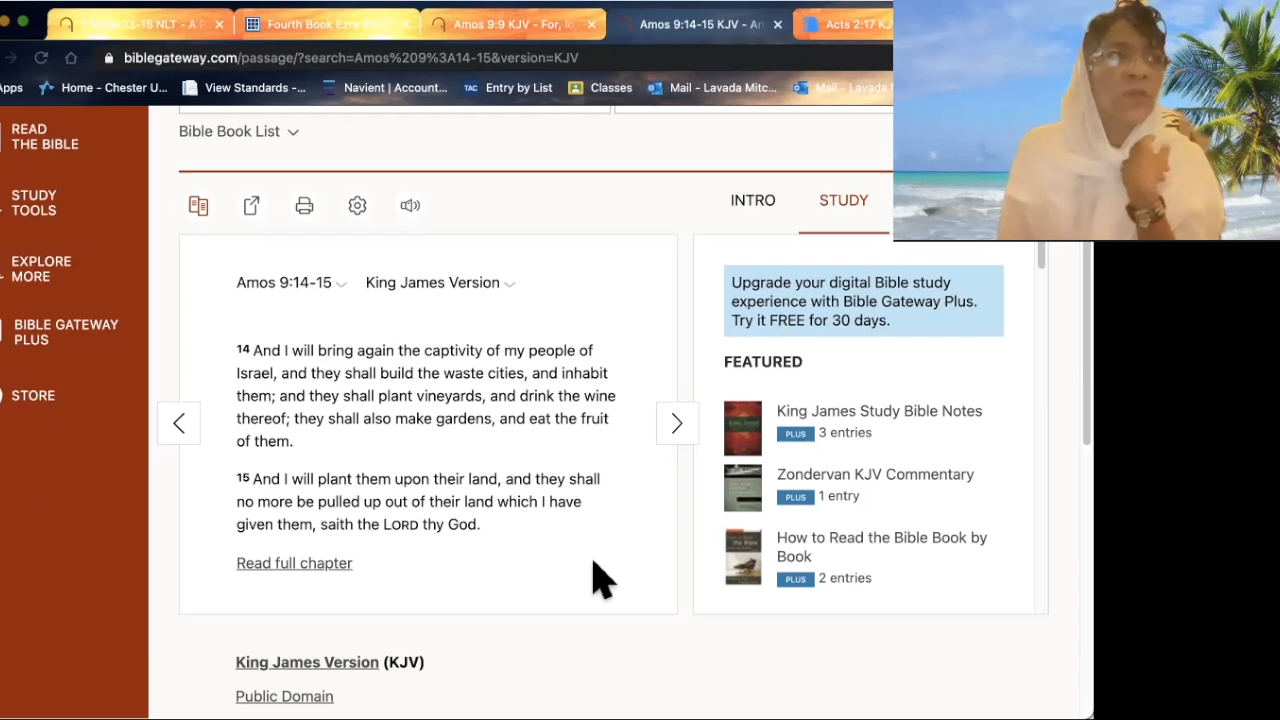 13-15 NLT - A
Fourth Book Ezra
Amos 9:9 KJV - For, lo
Amos 9:14-15 KJV - An
Acts 2:17 KJ
biblegateway.com/passage/?search=Amos%209%3A14-15&version=KJV
pps
Home - Chester U...
View Standards -...
Navient | Account...
TAC
Entry by List
Classes
Mail - Lavada Mitc...
Mail - Lavada
READ
THE BIBLE
STUDY
TOOLS
EXPLORE
MORE
BIBLE GATEWAY
PLUS
STORE
Bible Book List
INTRO
STUDY
Amos 9:14-15
King James Version
14 And I will bring again the captivity of my people of
Israel, and they shall build the waste cities, and inhabit
them; and they shall plant vineyards, and drink the wine
thereof; they shall also make gardens, and eat the fruit
of them.
15 And I will plant them upon their land, and they shall
no more be pulled up out of their land which I have
given them, saith the LORD thy God.
Read full chapter
Upgrade your digital Bible study
experience with Bible Gateway Plus.
Try it FREE for 30 days.
FEATURED
King James Study Bible Notes
PLUS 3 entries
Zondervan KJV Commentary
PLUS 1 entry
How to Read the Bible Book by
Book
PLUS 2 entries
King James Version (KJV)
Public Domain